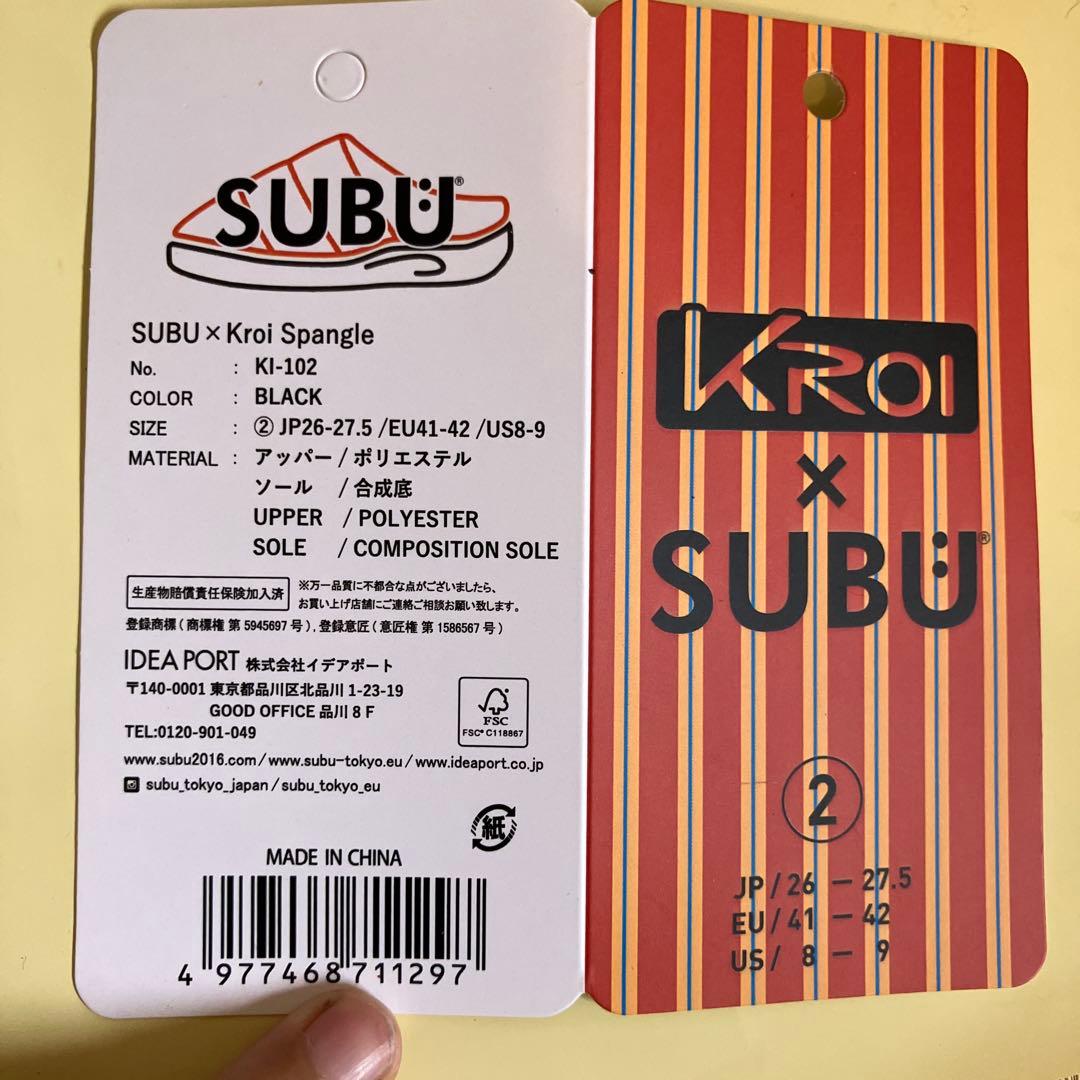 SUBU®
SUBU×Kroi Spangle
No. : KI-102
COLOR : BLACK
SIZE : ② JP26-27.5 /EU41-42 /US8-9
MATERIAL : アッパー / ポリエステル
ソール / 合成底
UPPER / POLYESTER
SOLE / COMPOSITION SOLE
生産物賠償責任保険加入済
※万一品質に不都合な点がございましたら、
お買い上げ店舗にご連絡ご相談お願い致します。
登録商標 ( 商標権 第 5945697 号 ) , 登録意匠 ( 意匠権 第 1586567 号 )
IDEA PORT 株式会社イデアポート
〒140-0001 東京都品川区北品川 1-23-19
GOOD OFFICE 品川 8 F
TEL:0120-901-049
FSC
FSC® C118867
www.subu2016.com / www.subu-tokyo.eu / www.ideaport.co.jp
subu_tokyo_japan / subu_tokyo_eu
紙
MADE IN CHINA
4 977468 711297
KROI
×
SUBÜ®
②
JP / 26 — 27.5
EU / 41 — 42
US / 8 — 9